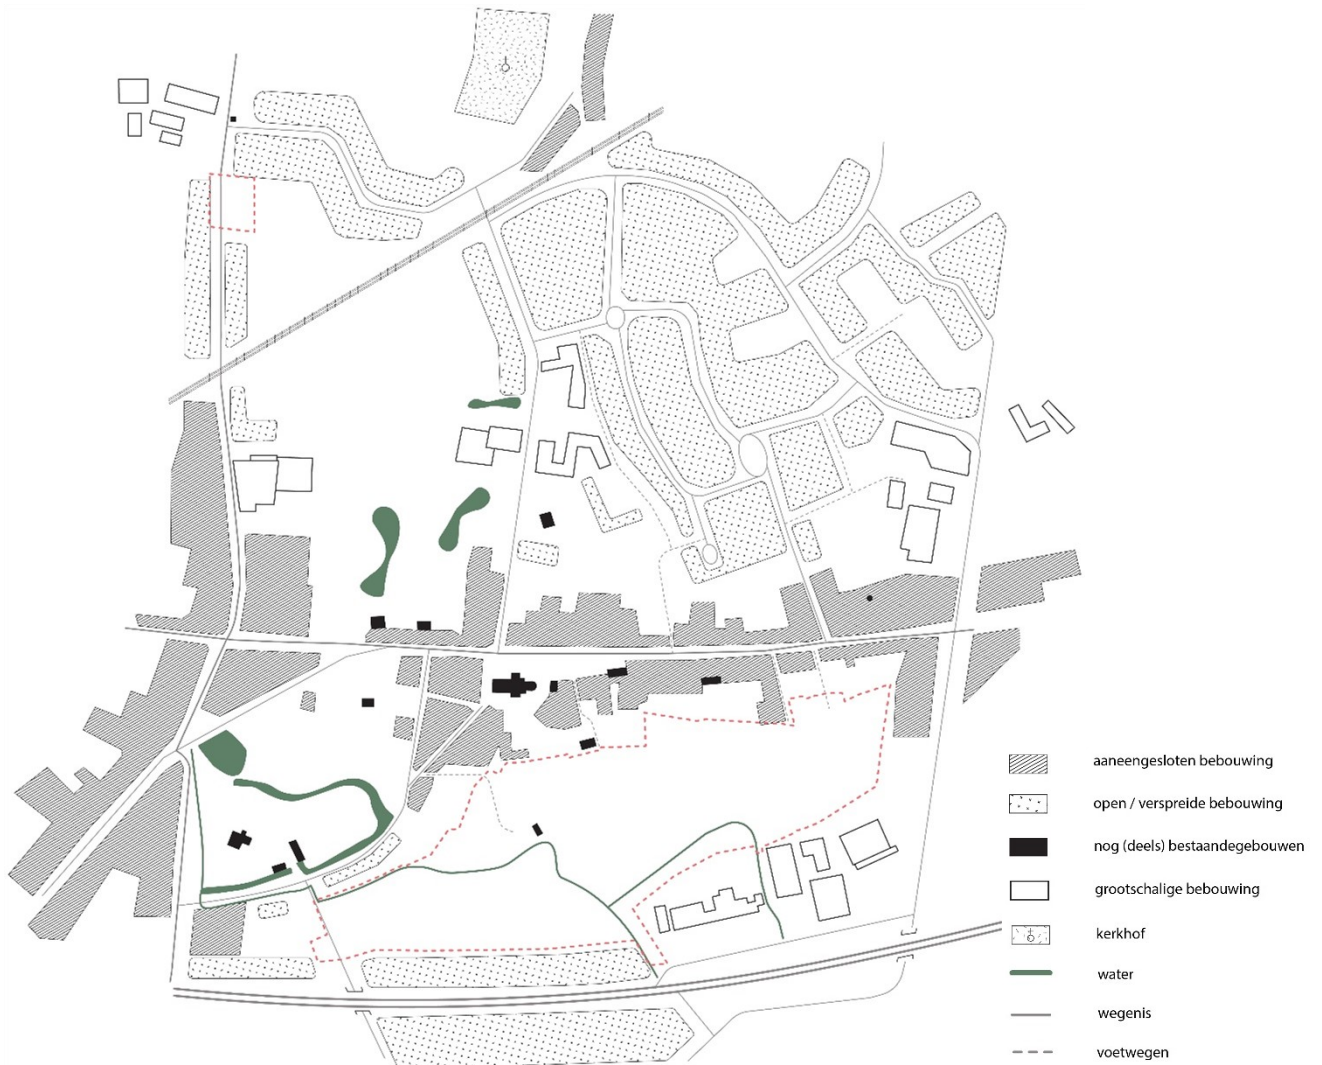 aaneengesloten bebouwing
open / verspreide bebouwing
nog (deels) bestaandegebouwen
grootschalige bebouwing
kerkhof
water
wegenis
voetwegen